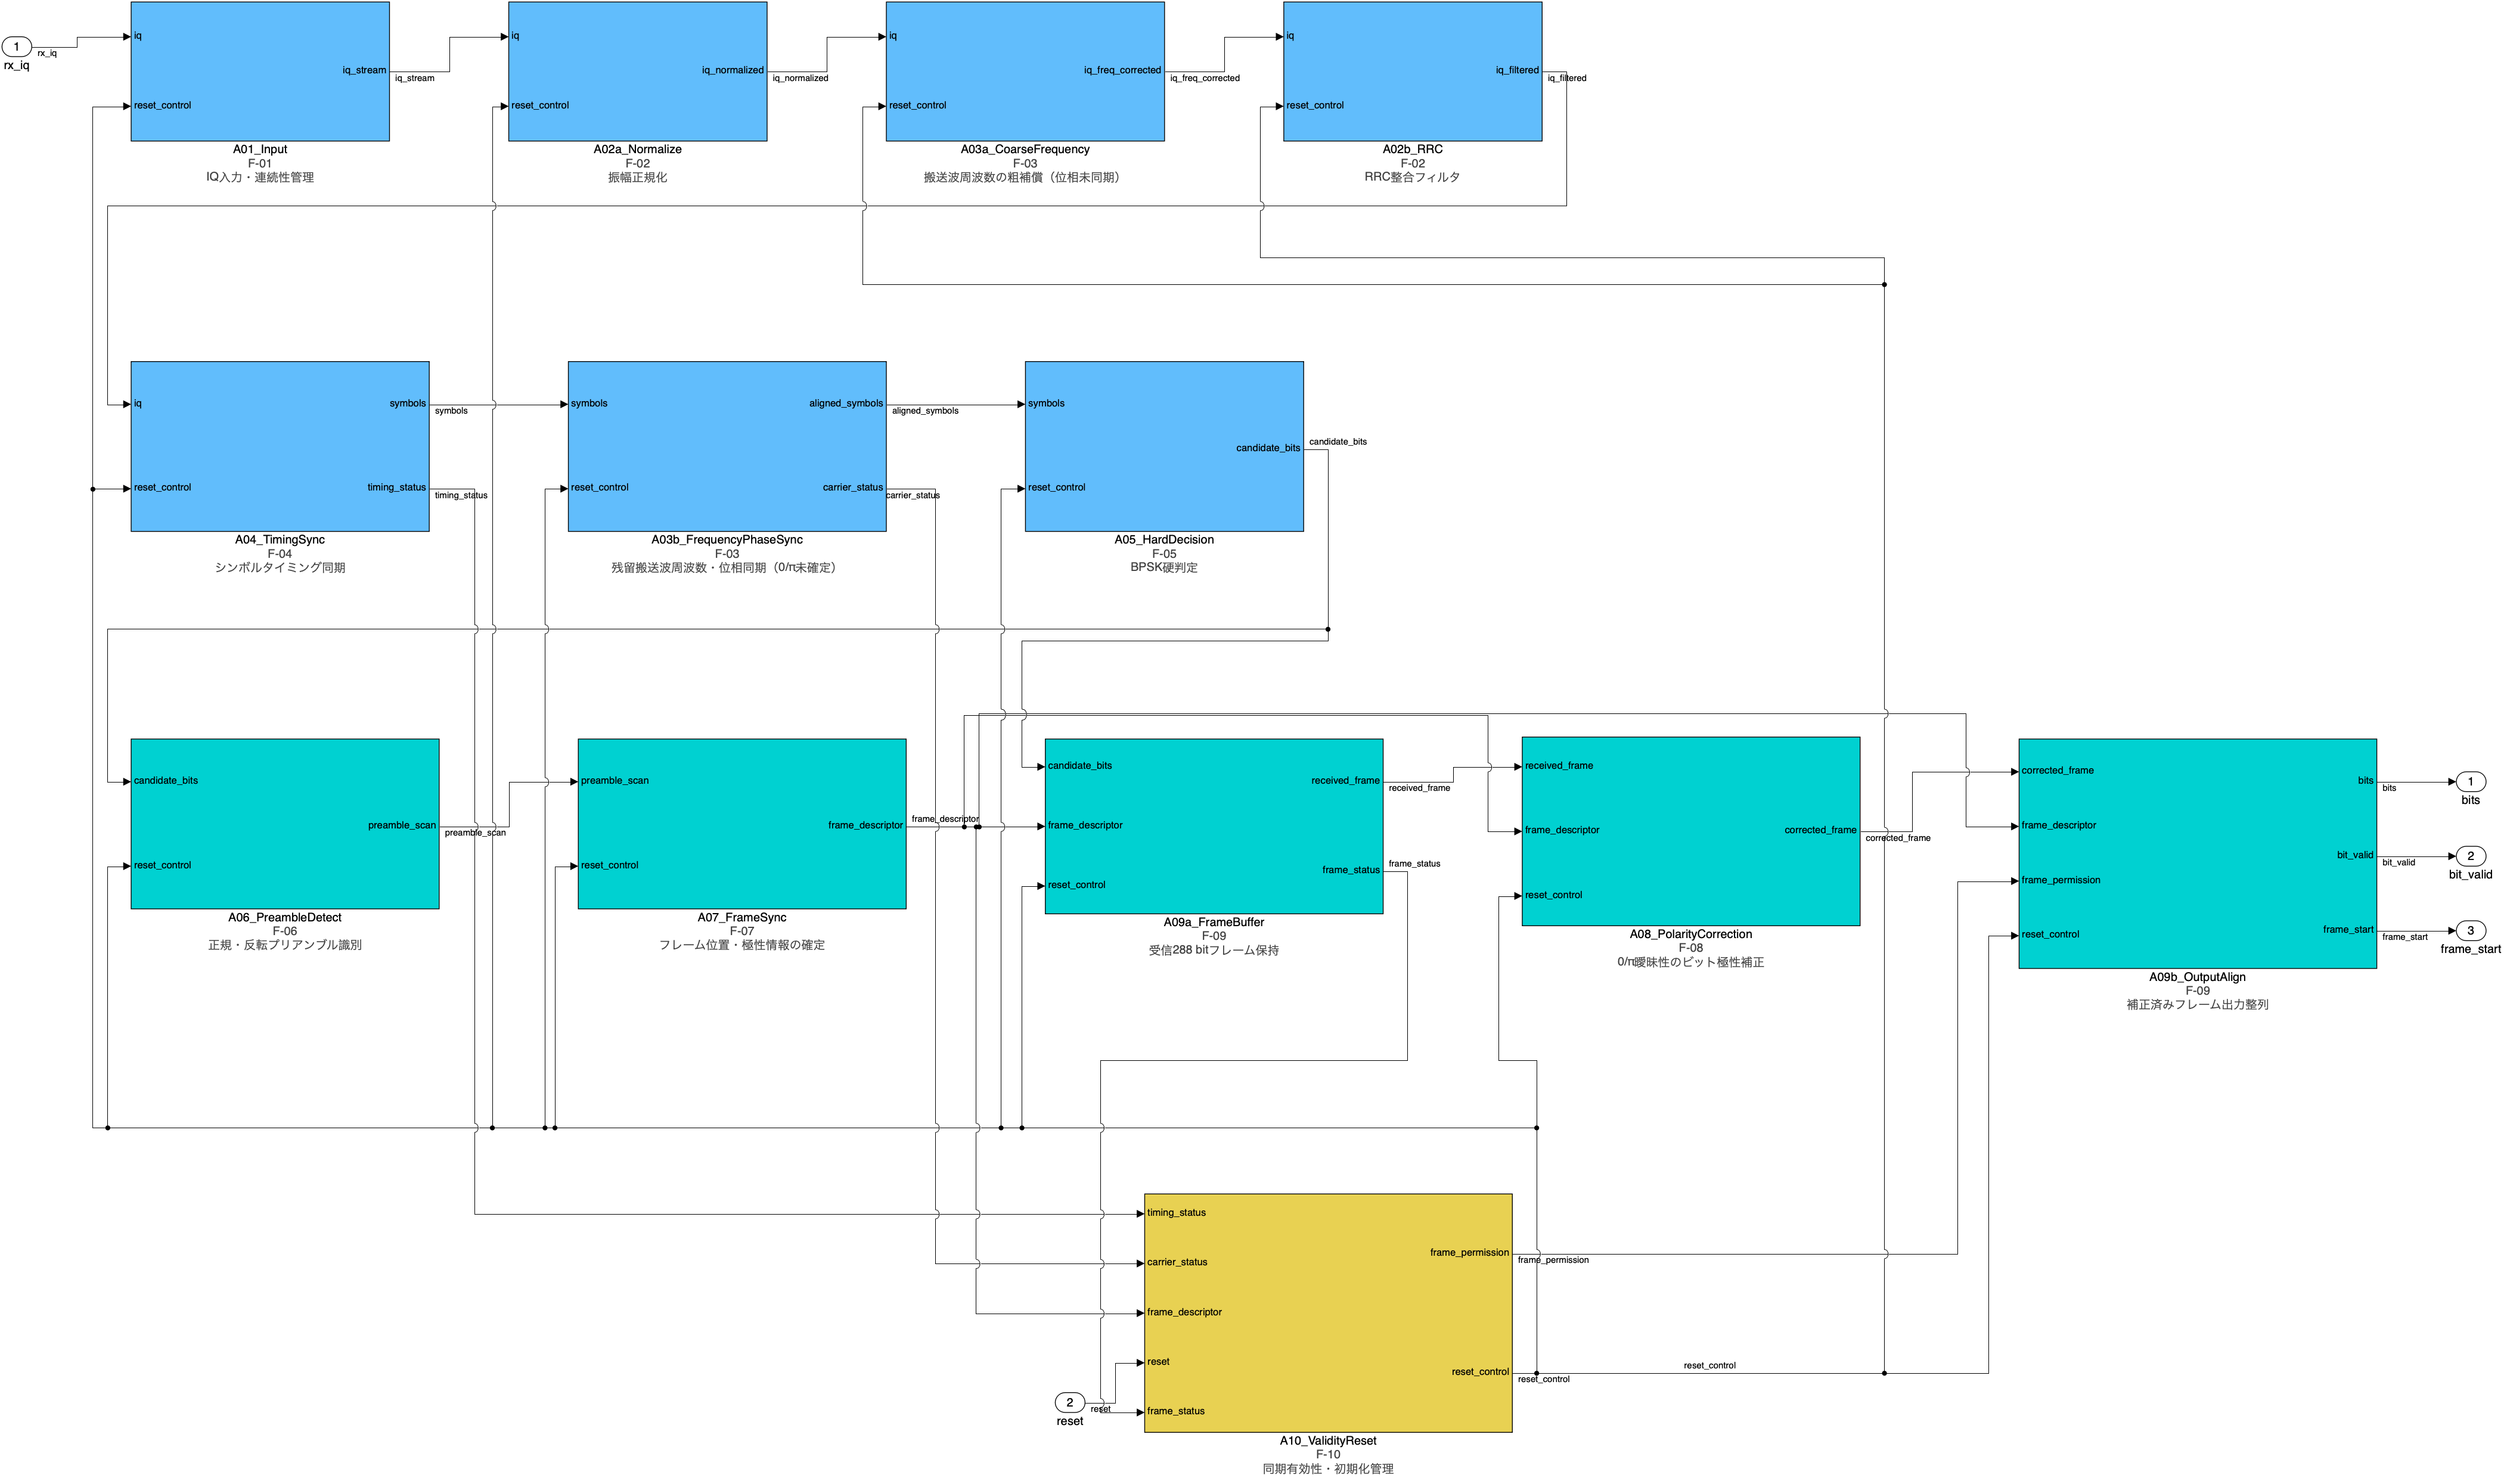 1
rx_iq
rx_iq
iq
reset_control
iq_stream
iq_stream
A01_Input
F-01
IQ入力・連続性管理
iq
reset_control
iq_normalized
iq_normalized
A02a_Normalize
F-02
振幅正規化
iq
reset_control
iq_freq_corrected
iq_freq_corrected
A03a_CoarseFrequency
F-03
搬送波周波数の粗補償（位相未同期）
iq
reset_control
iq_filtered
iq_filtered
A02b_RRC
F-02
RRC整合フィルタ
iq
reset_control
symbols
symbols
timing_status
timing_status
A04_TimingSync
F-04
シンボルタイミング同期
symbols
reset_control
aligned_symbols
aligned_symbols
carrier_status
carrier_status
A03b_FrequencyPhaseSync
F-03
残留搬送波周波数・位相同期（0/π未確定）
symbols
reset_control
candidate_bits
candidate_bits
A05_HardDecision
F-05
BPSK硬判定
candidate_bits
reset_control
preamble_scan
preamble_scan
A06_PreambleDetect
F-06
正規・反転プリアンブル識別
preamble_scan
reset_control
frame_descriptor
frame_descriptor
A07_FrameSync
F-07
フレーム位置・極性情報の確定
candidate_bits
frame_descriptor
reset_control
received_frame
received_frame
frame_status
frame_status
A09a_FrameBuffer
F-09
受信288 bitフレーム保持
received_frame
frame_descriptor
reset_control
corrected_frame
corrected_frame
A08_PolarityCorrection
F-08
0/π曖昧性のビット極性補正
corrected_frame
frame_descriptor
frame_permission
reset_control
bits
bits
bit_valid
bit_valid
frame_start
frame_start
A09b_OutputAlign
F-09
補正済みフレーム出力整列
1
bits
2
bit_valid
3
frame_start
timing_status
carrier_status
frame_descriptor
reset
frame_status
frame_permission
frame_permission
reset_control
reset_control
reset_control
2
reset
reset
A10_ValidityReset
F-10
同期有効性・初期化管理